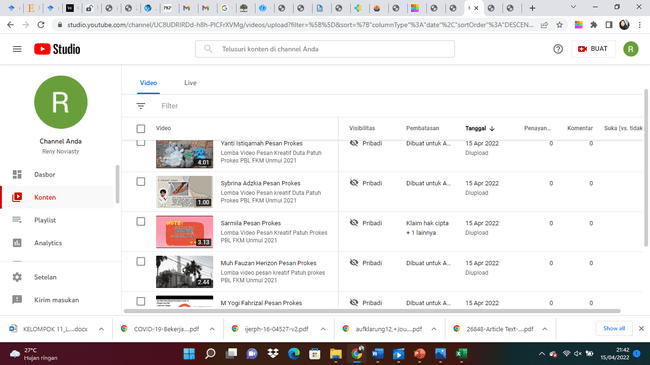 studio.youtube.com/channel/UC8UDRIRDd-h8h-PlCFrXVMg/videos/upload?filter=%5B%5D&sort=%7B"columnType"%3A"date"%2C"sortOrder"%3A"DESCEN...
Studio
Telusuri konten di channel Anda
BUAT
R
R
Channel Anda
Reny Noviasty
Dasbor
Konten
Playlist
Analytics
Setelan
Kirim masukan
Video
Live
Filter
Video
Visibilitas
Pembatasan
Tanggal
Penayan...
Komentar
Suka (vs. tidak
4.01
Yanti Istiqamah Pesan Prokes
Lomba Video Pesan Kreatif Duta Patuh
Prokes PBL FKM Unmul 2021
Pribadi
Dibuat untuk A...
15 Apr 2022
Diupload
0
0
1.00
Sybrina Adzkia Pesan Prokes
Lomba Video Pesan kreatif Duta Patuh
Prokes PBL FKM Unmul 2021
Pribadi
Dibuat untuk A...
15 Apr 2022
Diupload
0
0
3.13
Sarmila Pesan Prokes
Lomba Video Pesan Kreatif Patuh Prokes
PBL FKM Unmul 2021
Pribadi
Klaim hak cipta
+ 1 lainnya
15 Apr 2022
Diupload
0
0
2.44
Muh Fauzan Herizon Pesan Prokes
Lomba video pesan kreatif Patuh prokes
PBL FKM Unmul 2021
Pribadi
Dibuat untuk A...
15 Apr 2022
Diupload
0
0
M Yogi Fahrizal Pesan Prokes
Pribadi
Dibuat untuk A...
15 Apr 2022
0
0
KELOMPOK 11_L....docx
COVID-19-Bekerja....pdf
ijerph-16-04527-v2.pdf
aufklarung12,+Jou....pdf
26848-Article Text-....pdf
Show all
27°C
Hujan ringan
21:42
15/04/2022